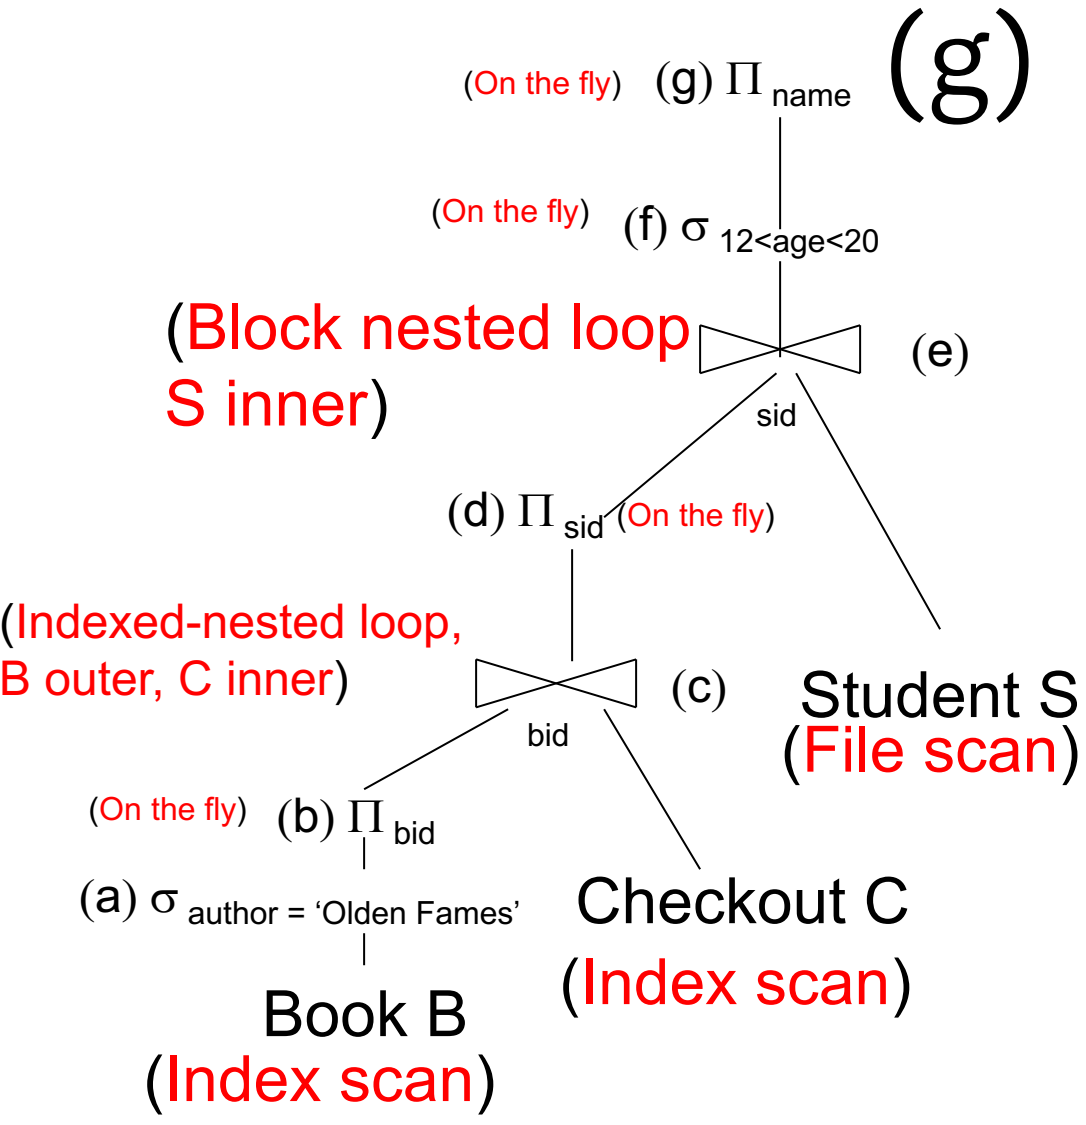 (g)
(On the fly) (g) Π name
(On the fly) (f) σ 12<age<20
(Block nested loop
S inner)
(e)
sid
(d) Π sid (On the fly)
(Indexed-nested loop,
B outer, C inner)
(c)
bid
Student S
(File scan)
(On the fly) (b) Π bid
(a) σ author = ‘Olden Fames’
Checkout C
(Index scan)
Book B
(Index scan)